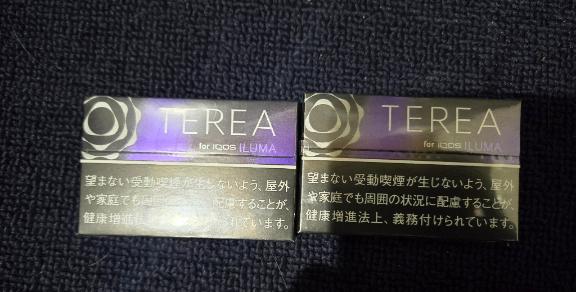 TEREA
for IQOS ILUMA
望まない受動喫煙が生じないよう、屋外
や家庭でも周囲 配慮することが、
健康増進 られています。
TEREA
for IQOS ILUMA
望まない受動喫煙が生じないよう、屋外
や家庭でも周囲の状況に配慮することが、
健康増進法上、義務付けられています。